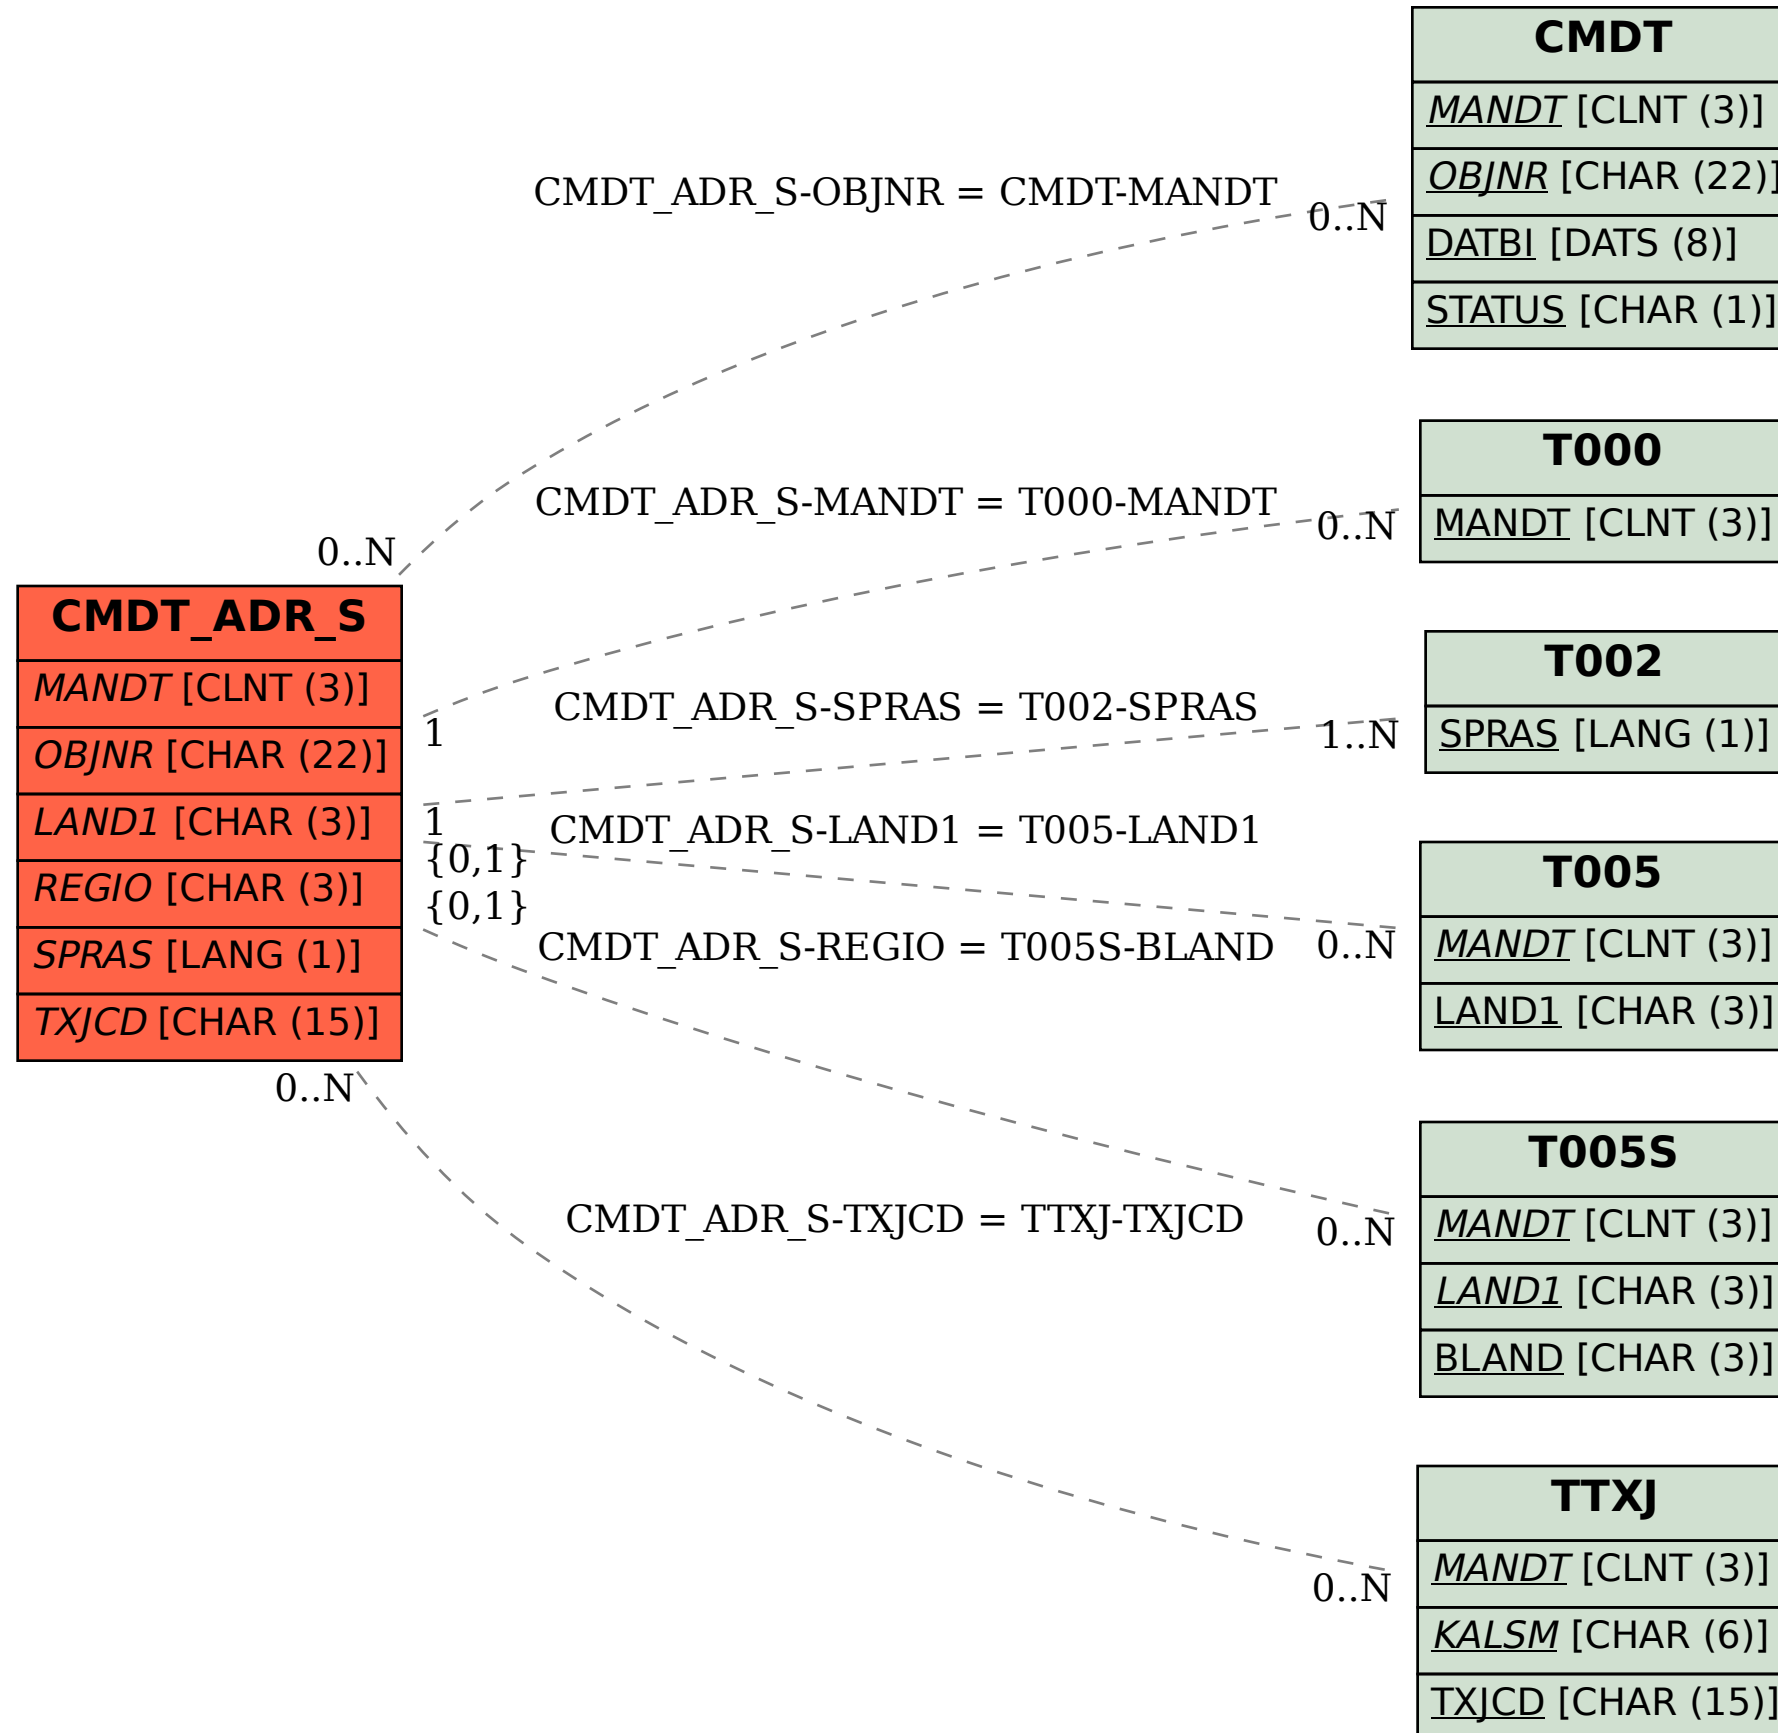 CMDT
MANDT [CLNT (3)]
OBJNR [CHAR (22)]
DATBI [DATS (8)]
STATUS [CHAR (1)]
CMDT_ADR_S-OBJNR = CMDT-MANDT
0..N
0..N
T000
MANDT [CLNT (3)]
CMDT_ADR_S-MANDT = T000-MANDT
0..N
1
CMDT_ADR_S
MANDT [CLNT (3)]
OBJNR [CHAR (22)]
LAND1 [CHAR (3)]
REGIO [CHAR (3)]
SPRAS [LANG (1)]
TXJCD [CHAR (15)]
T002
SPRAS [LANG (1)]
CMDT_ADR_S-SPRAS = T002-SPRAS
1..N
1
CMDT_ADR_S-LAND1 = T005-LAND1
{0,1}
0..N
T005
MANDT [CLNT (3)]
LAND1 [CHAR (3)]
{0,1}
CMDT_ADR_S-REGIO = T005S-BLAND
0..N
T005S
MANDT [CLNT (3)]
LAND1 [CHAR (3)]
BLAND [CHAR (3)]
0..N
CMDT_ADR_S-TXJCD = TTXJ-TXJCD
0..N
TTXJ
MANDT [CLNT (3)]
KALSM [CHAR (6)]
TXJCD [CHAR (15)]